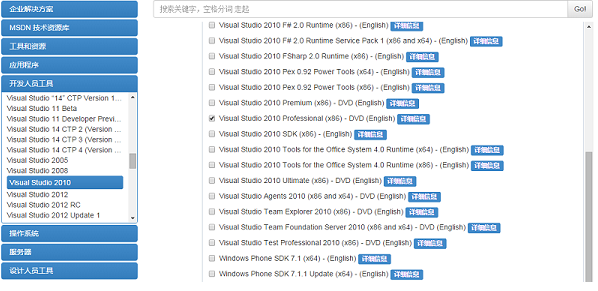 企业解决方案
MSDN 技术资源库
工具和资源
应用程序
开发人员工具
Visual Studio "14" CTP Version 1...
Visual Studio 11 Beta
Visual Studio 11 Developer Previ...
Visual Studio 14 CTP 2 (Version ...
Visual Studio 14 CTP 3 (Version ...
Visual Studio 14 CTP 4 (Version ...
Visual Studio 2005
Visual Studio 2008
Visual Studio 2010
Visual Studio 2012
Visual Studio 2012 RC
Visual Studio 2012 Update 1
操作系统
服务器
设计人员工具
搜索关键字，空格分词 走起
Go!
Visual Studio 2010 F# 2.0 Runtime (x86) - (English) 详细信息
Visual Studio 2010 F# 2.0 Runtime Service Pack 1 (x86 and x64) - (English) 详细信息
Visual Studio 2010 FSharp 2.0 Runtime (x86) - (English) 详细信息
Visual Studio 2010 Pex 0.92 Power Tools (x64) - (English) 详细信息
Visual Studio 2010 Pex 0.92 Power Tools (x86) - (English) 详细信息
Visual Studio 2010 Premium (x86) - DVD (English) 详细信息
Visual Studio 2010 Professional (x86) - DVD (English) 详细信息
Visual Studio 2010 SDK (x86) - (English) 详细信息
Visual Studio 2010 Tools for the Office System 4.0 Runtime (x64) - (English) 详细信息
Visual Studio 2010 Tools for the Office System 4.0 Runtime (x86) - (English) 详细信息
Visual Studio 2010 Ultimate (x86) - DVD (English) 详细信息
Visual Studio Agents 2010 (x86 and x64) - DVD (English) 详细信息
Visual Studio Team Explorer 2010 (x86) - DVD (English) 详细信息
Visual Studio Team Foundation Server 2010 (x86 and x64) - DVD (English) 详细信息
Visual Studio Test Professional 2010 (x86) - DVD (English) 详细信息
Windows Phone SDK 7.1 (x64) - (English) 详细信息
Windows Phone SDK 7.1.1 Update (x64) - (English) 详细信息